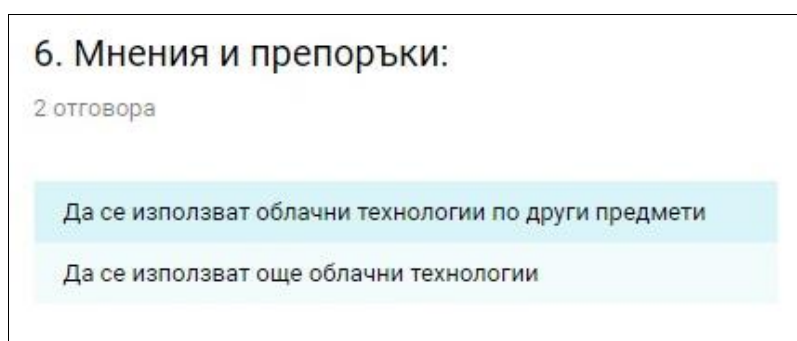 6. Мнения и препоръки:
2 отговора
Да се използват облачни технологии по други предмети
Да се използват още облачни технологии